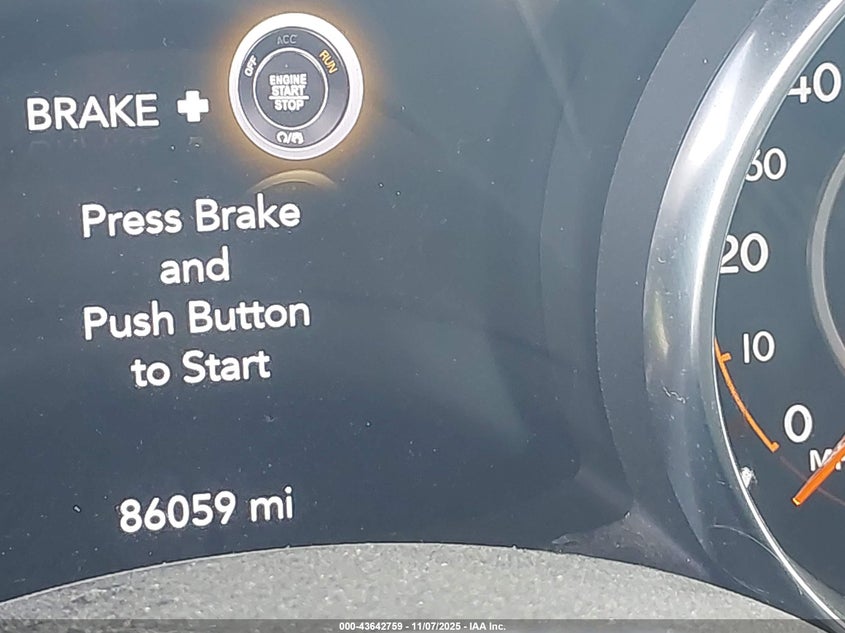 OFF ACC RUN
ENGINE
START
STOP
BRAKE +
Press Brake
and
Push Button
to Start
86059 mi
40
20
10
0
000-43642759 - 11/07/2025 - IAA Inc.